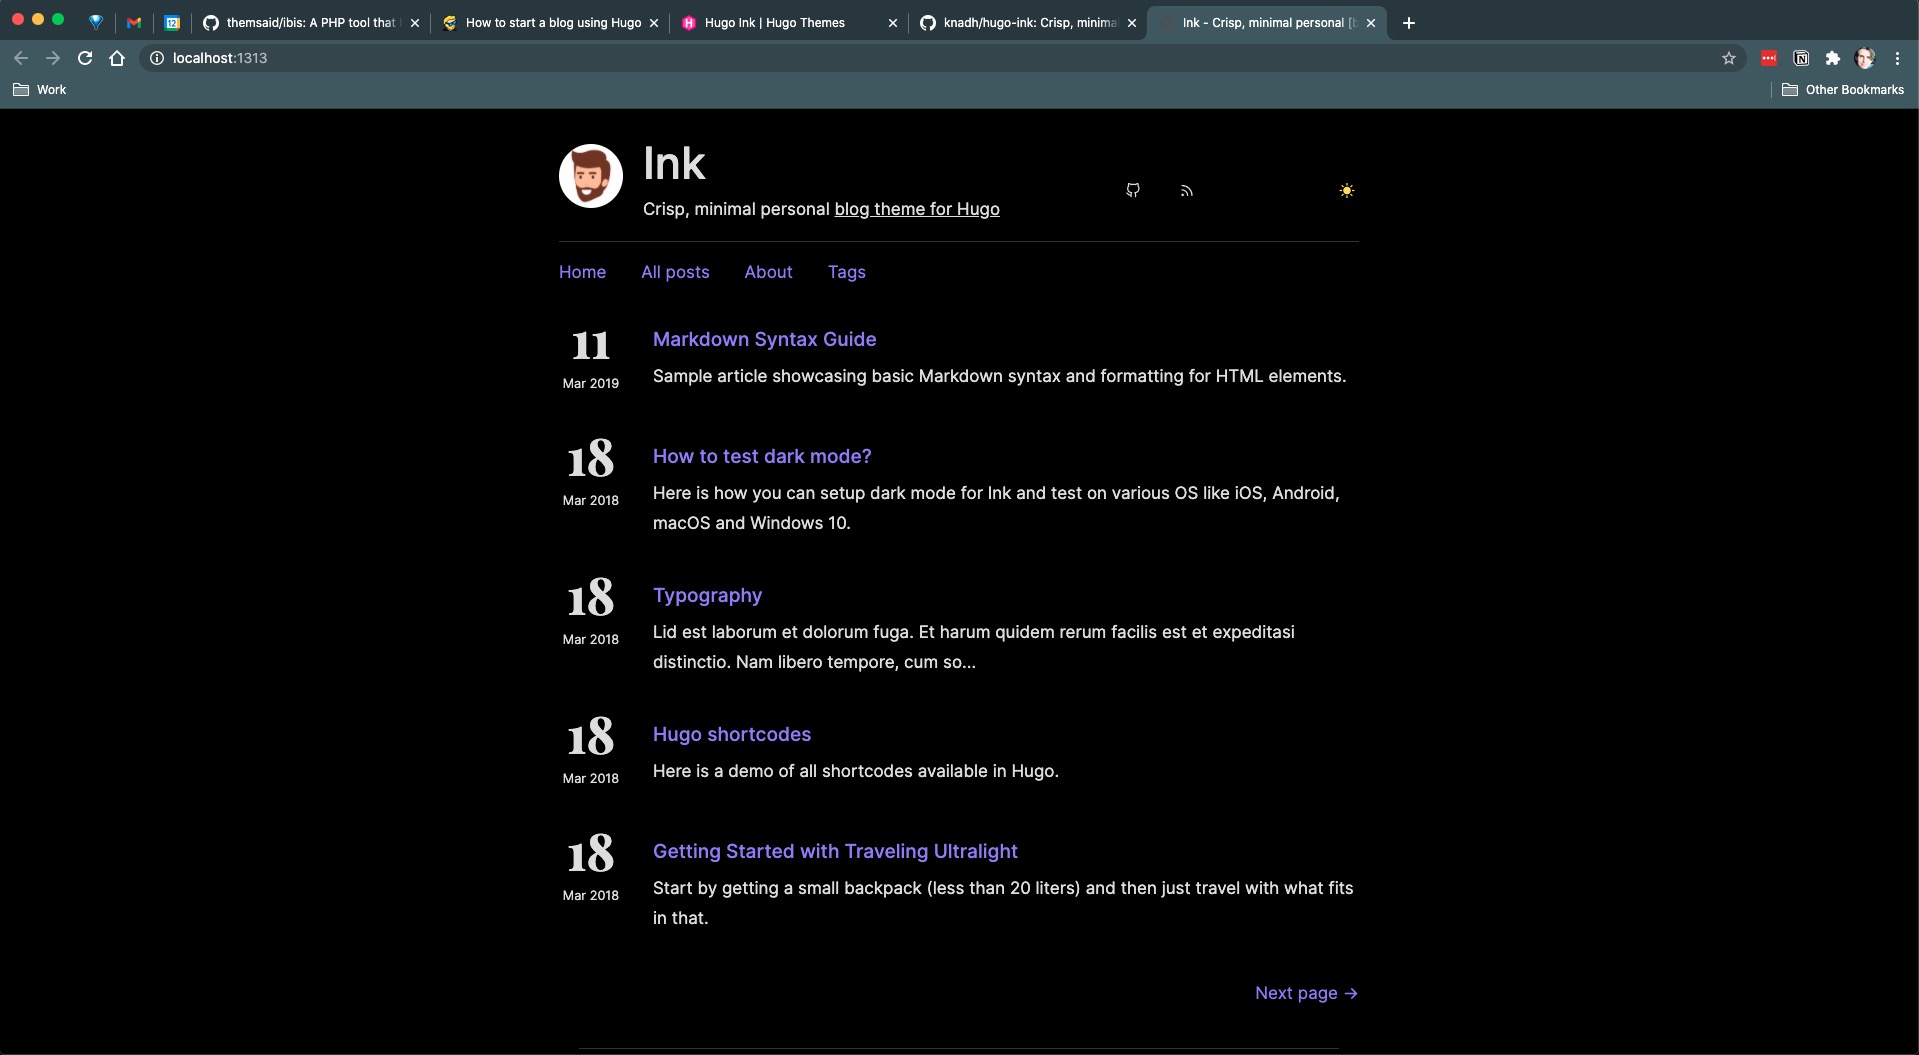 12
themsaid/ibis: A PHP tool that
How to start a blog using Hugo
Hugo Ink | Hugo Themes
knadh/hugo-ink: Crisp, minima
Ink - Crisp, minimal personal [b
localhost:1313
Work
Other Bookmarks
Ink
Crisp, minimal personal blog theme for Hugo
Home All posts About Tags
11
Mar 2019
Markdown Syntax Guide
Sample article showcasing basic Markdown syntax and formatting for HTML elements.
18
Mar 2018
How to test dark mode?
Here is how you can setup dark mode for Ink and test on various OS like iOS, Android,
macOS and Windows 10.
18
Mar 2018
Typography
Lid est laborum et dolorum fuga. Et harum quidem rerum facilis est et expeditasi
distinctio. Nam libero tempore, cum so...
18
Mar 2018
Hugo shortcodes
Here is a demo of all shortcodes available in Hugo.
18
Mar 2018
Getting Started with Traveling Ultralight
Start by getting a small backpack (less than 20 liters) and then just travel with what fits
in that.
Next page →